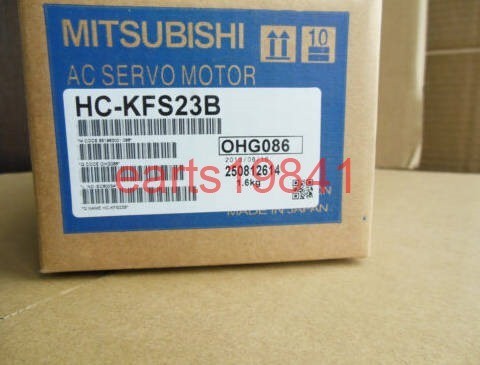 MITSUBISHI
10
AC SERVO MOTOR
HC-KFS23B
OHG086
250812614
1.6kg
earts10841
MADE IN JAPAN